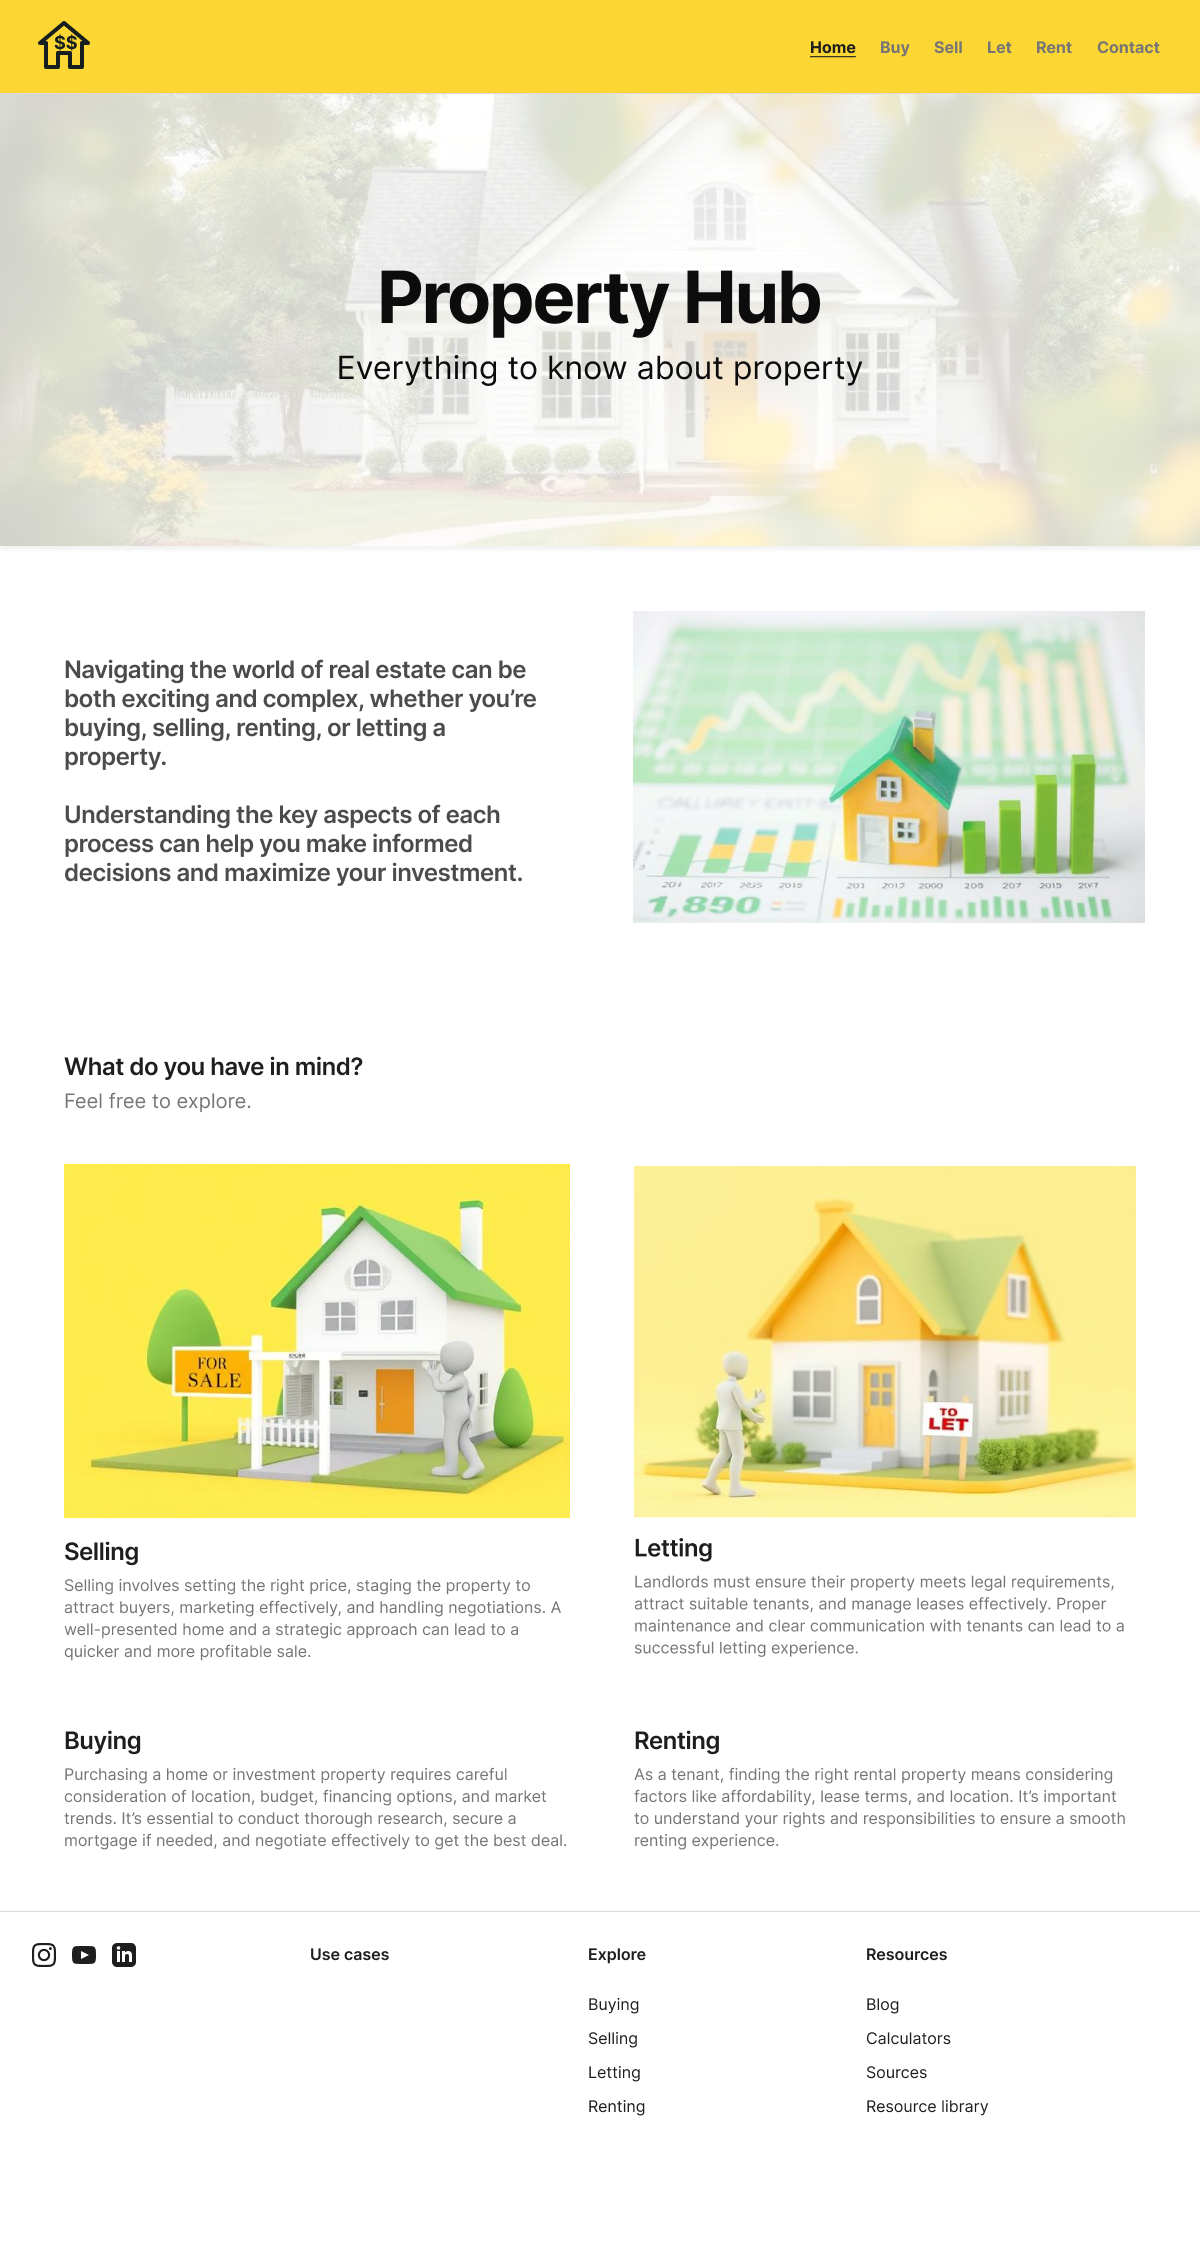 $$
Home Buy Sell Let Rent Contact
Property Hub
Everything to know about property
Navigating the world of real estate can be
both exciting and complex, whether you’re
buying, selling, renting, or letting a
property.
Understanding the key aspects of each
process can help you make informed
decisions and maximize your investment.
1,890
What do you have in mind?
Feel free to explore.
FOR
SALE
TO
LET
Selling
Selling involves setting the right price, staging the property to
attract buyers, marketing effectively, and handling negotiations. A
well-presented home and a strategic approach can lead to a
quicker and more profitable sale.
Letting
Landlords must ensure their property meets legal requirements,
attract suitable tenants, and manage leases effectively. Proper
maintenance and clear communication with tenants can lead to a
successful letting experience.
Buying
Purchasing a home or investment property requires careful
consideration of location, budget, financing options, and market
trends. It’s essential to conduct thorough research, secure a
mortgage if needed, and negotiate effectively to get the best deal.
Renting
As a tenant, finding the right rental property means considering
factors like affordability, lease terms, and location. It’s important
to understand your rights and responsibilities to ensure a smooth
renting experience.
in
Use cases
Explore
Buying
Selling
Letting
Renting
Resources
Blog
Calculators
Sources
Resource library